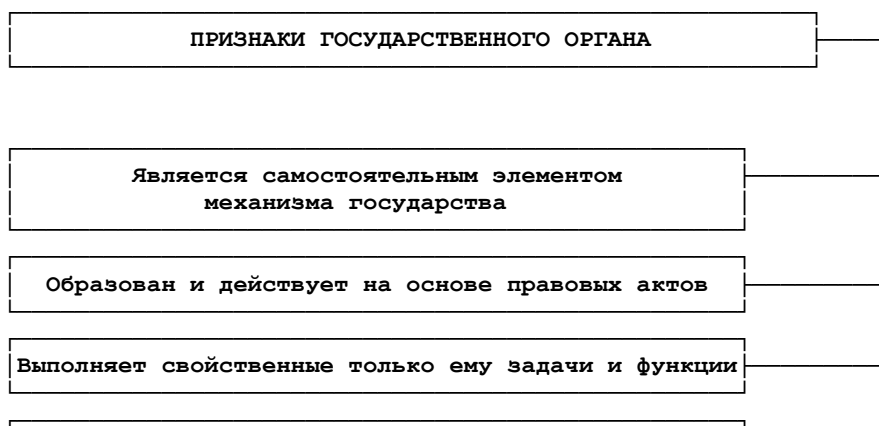 ПРИЗНАКИ ГОСУДАРСТВЕННОГО ОРГАНА
Является самостоятельным элементом
механизма государства
Образован и действует на основе правовых актов
Выполняет свойственные только ему задачи и функции